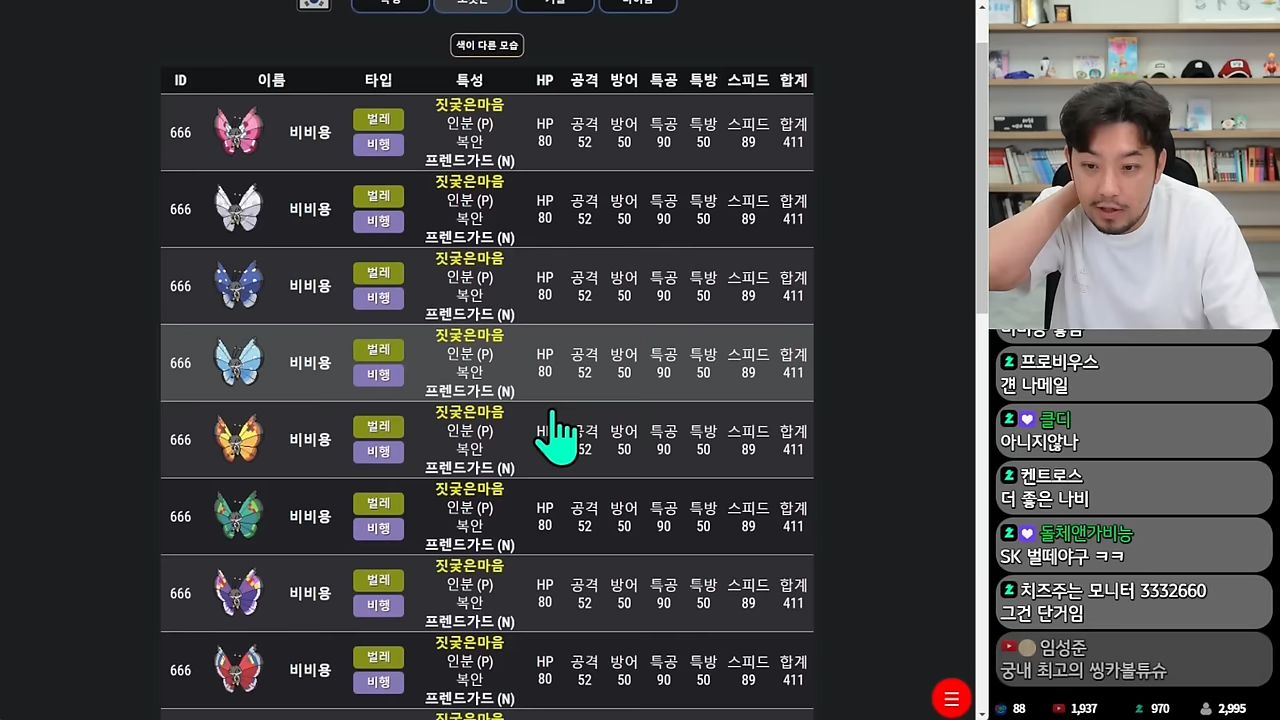 색이 다른 모습
ID 이름 타입 특성 HP 공격 방어 특공 특방 스피드 합계
666 비비용 벌레 비행
짓궂은마음
인분 (P)
복안
프렌드가드 (N)
HP 공격 방어 특공 특방 스피드 합계
80 52 50 90 50 89 411
666 비비용 벌레 비행
짓궂은마음
인분 (P)
복안
프렌드가드 (N)
HP 공격 방어 특공 특방 스피드 합계
80 52 50 90 50 89 411
666 비비용 벌레 비행
짓궂은마음
인분 (P)
복안
프렌드가드 (N)
HP 공격 방어 특공 특방 스피드 합계
80 52 50 90 50 89 411
666 비비용 벌레 비행
짓궂은마음
인분 (P)
복안
프렌드가드 (N)
HP 공격 방어 특공 특방 스피드 합계
80 52 50 90 50 89 411
666 비비용 벌레 비행
짓궂은마음
인분 (P)
복안
프렌드가드 (N)
공격 방어 특공 특방 스피드 합계
52 50 90 50 89 411
666 비비용 벌레 비행
짓궂은마음
인분 (P)
복안
프렌드가드 (N)
HP 공격 방어 특공 특방 스피드 합계
80 52 50 90 50 89 411
666 비비용 벌레 비행
짓궂은마음
인분 (P)
복안
프렌드가드 (N)
HP 공격 방어 특공 특방 스피드 합계
80 52 50 90 50 89 411
666 비비용 벌레 비행
짓궂은마음
인분 (P)
복안
프렌드가드 (N)
HP 공격 방어 특공 특방 스피드 합계
80 52 50 90 50 89 411
프로비우스
갠 나메일
클디
아니지않나
켄트로스
더 좋은 나비
돌체앤가비능
SK 벌떼야구 ㅋㅋ
치즈주는 모니터 3332660
그건 단거임
임성준
궁내 최고의 씽카볼튜슈
88 1,937 970 2,995